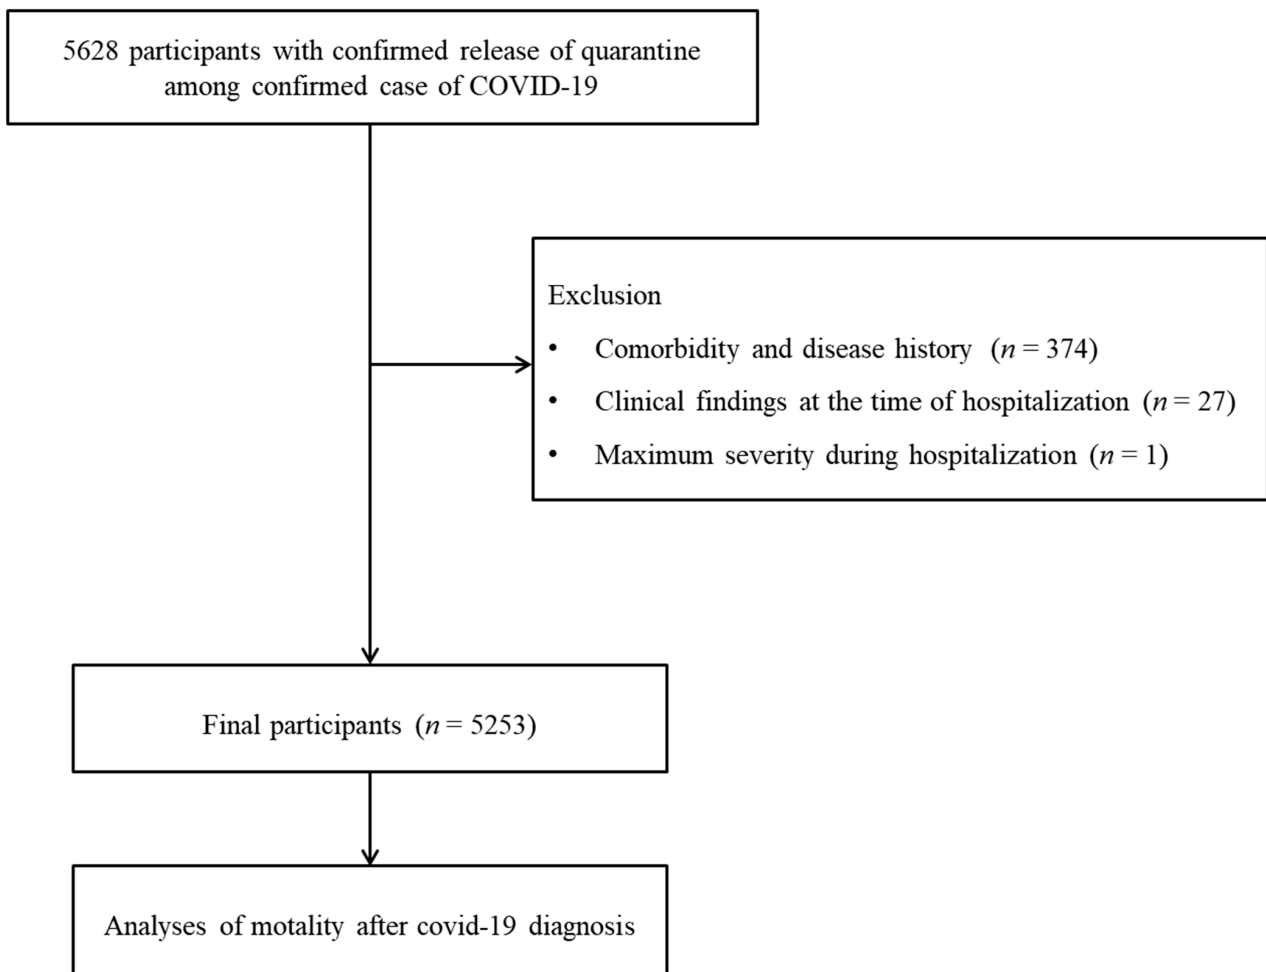 5628 participants with confirmed release of quarantine
among confirmed case of COVID-19
Exclusion
• Comorbidity and disease history (n = 374)
• Clinical findings at the time of hospitalization (n = 27)
• Maximum severity during hospitalization (n = 1)
Final participants (n = 5253)
Analyses of motality after covid-19 diagnosis